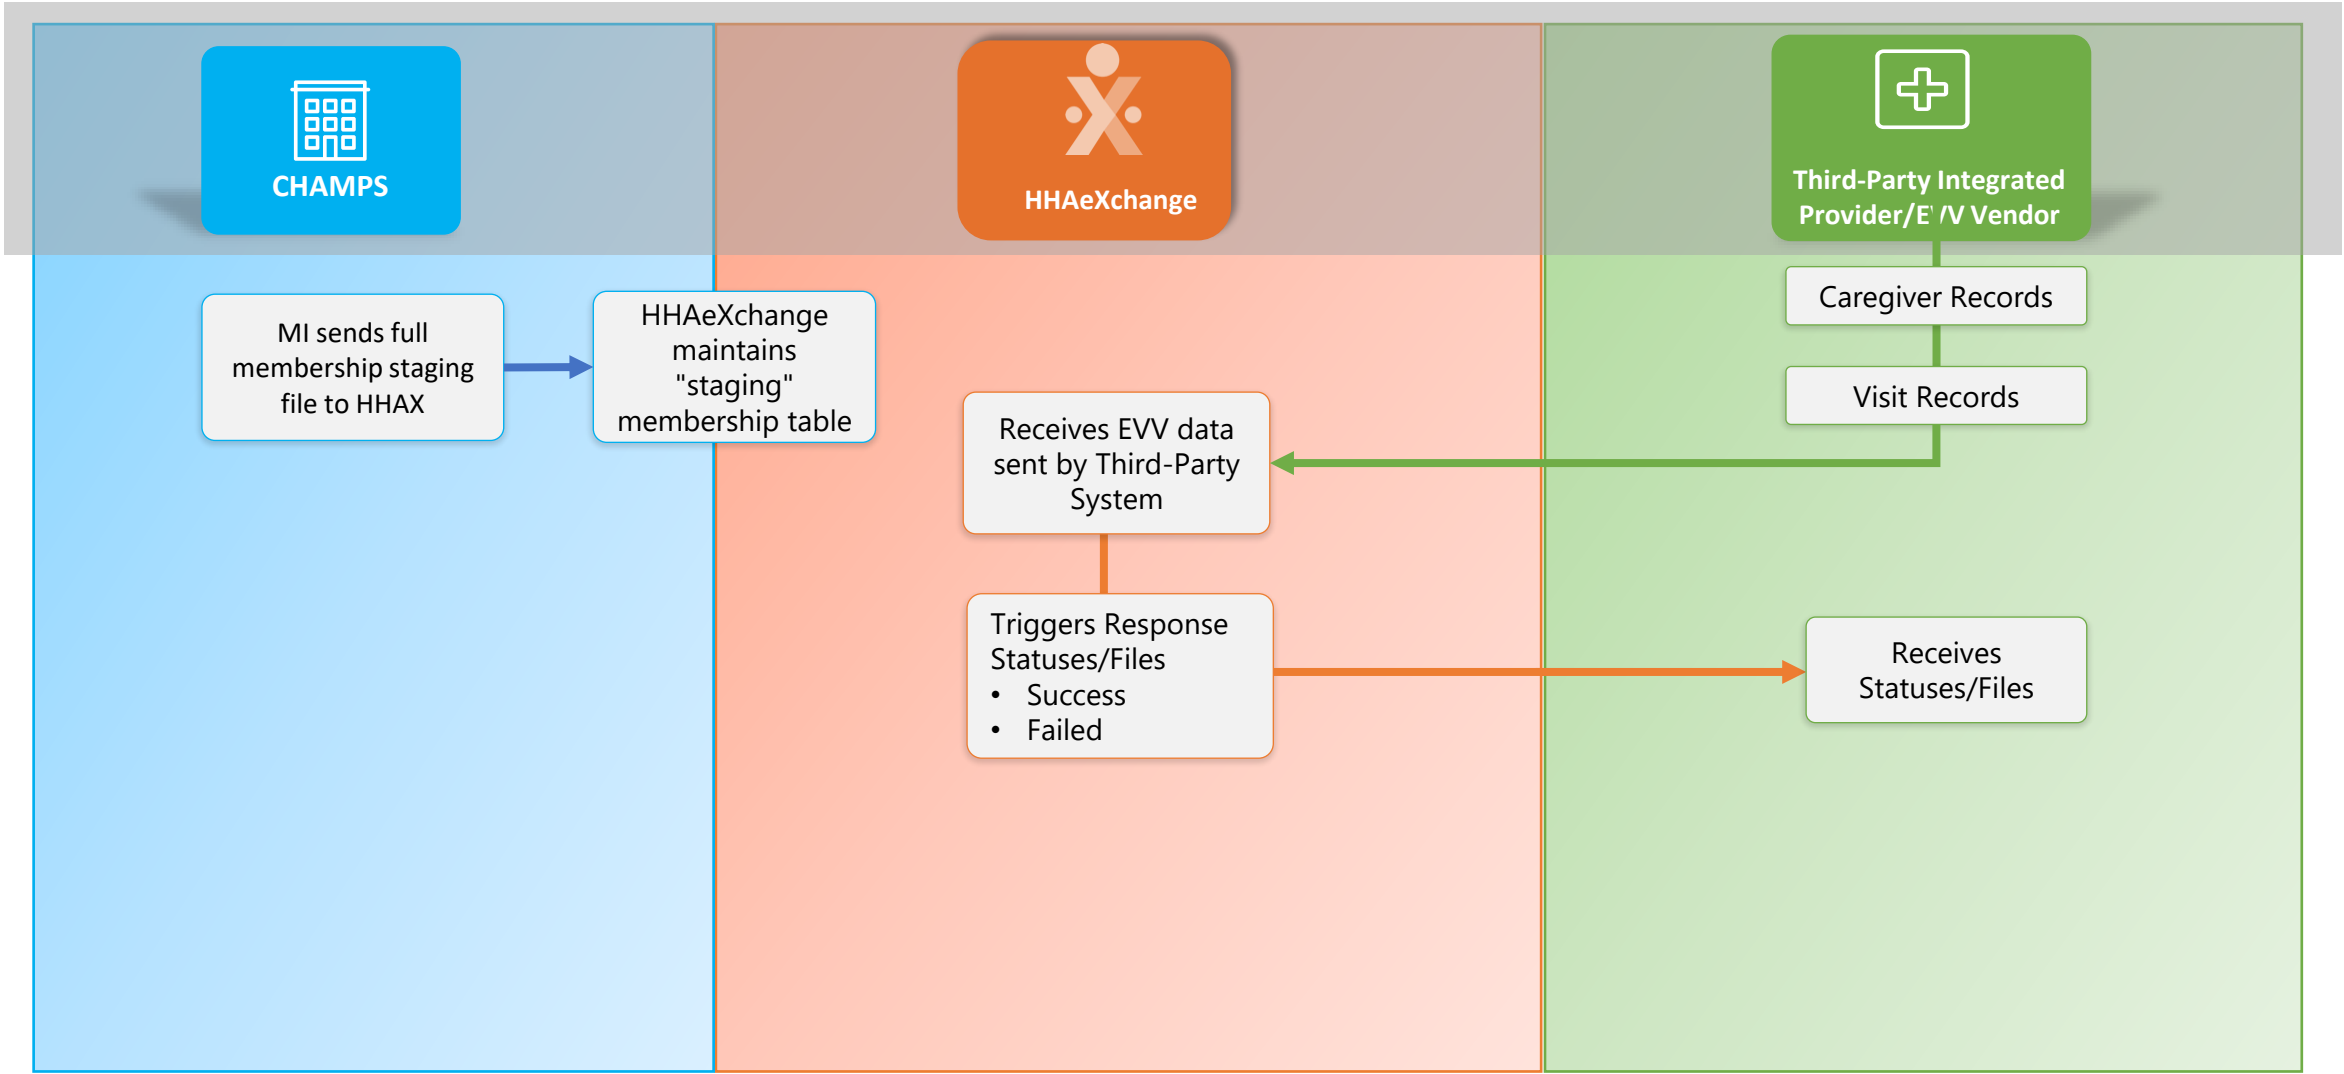 CHAMPS
HHAeXchange
Third-Party Integrated
Provider/EVV Vendor
MI sends full
membership staging
file to HHAX
HHAeXchange
maintains
"staging"
membership table
Caregiver Records
Visit Records
Receives EVV data
sent by Third-Party
System
Triggers Response
Statuses/Files
• Success
• Failed
Receives
Statuses/Files